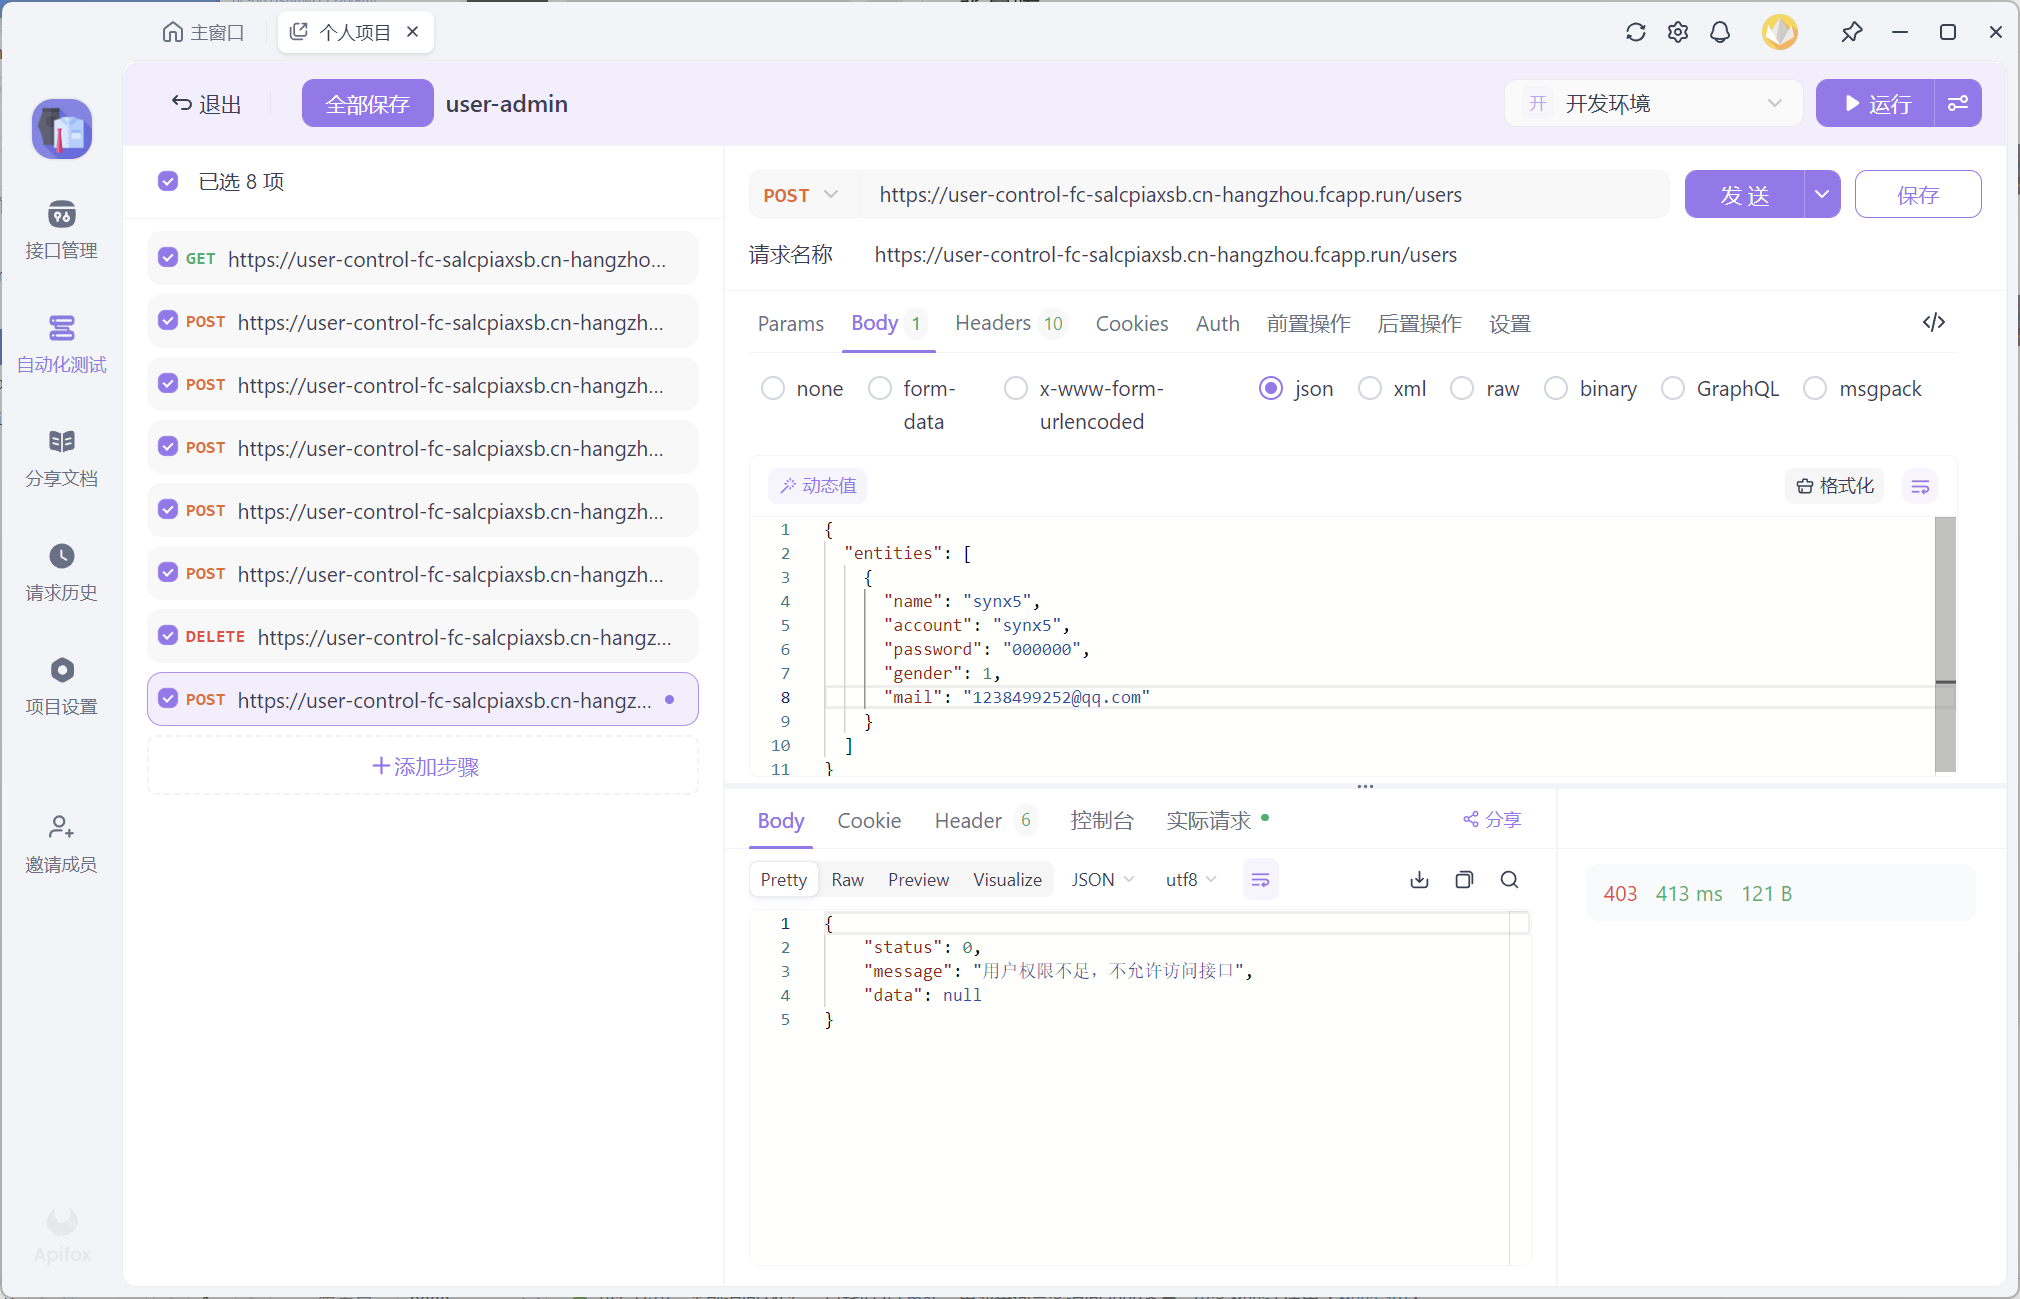 主窗口
个人项目
退出
全部保存
user-admin
开 开发环境
运行
接口管理
自动化测试
分享文档
请求历史
项目设置
邀请成员
Apifox
已选 8 项
GET https://user-control-fc-salcpiaxsb.cn-hangzho...
POST https://user-control-fc-salcpiaxsb.cn-hangzh...
POST https://user-control-fc-salcpiaxsb.cn-hangzh...
POST https://user-control-fc-salcpiaxsb.cn-hangzh...
POST https://user-control-fc-salcpiaxsb.cn-hangzh...
POST https://user-control-fc-salcpiaxsb.cn-hangzh...
DELETE https://user-control-fc-salcpiaxsb.cn-hangz...
POST https://user-control-fc-salcpiaxsb.cn-hangz...
添加步骤
POST https://user-control-fc-salcpiaxsb.cn-hangzhou.fcapp.run/users
发 送
保存
请求名称 https://user-control-fc-salcpiaxsb.cn-hangzhou.fcapp.run/users
Params Body 1 Headers 10 Cookies Auth 前置操作 后置操作 设置
none form-data x-www-form-urlencoded json xml raw binary GraphQL msgpack
动态值
格式化
1 {
2 "entities": [
3 {
4 "name": "synx5",
5 "account": "synx5",
6 "password": "000000",
7 "gender": 1,
8 "mail": "1238499252@qq.com"
9 }
10 ]
11 }
Body Cookie Header 6 控制台 实际请求
分享
Pretty Raw Preview Visualize JSON utf8
1 {
2 "status": 0,
3 "message": "用户权限不足，不允许访问接口",
4 "data": null
5 }
403 413 ms 121 B